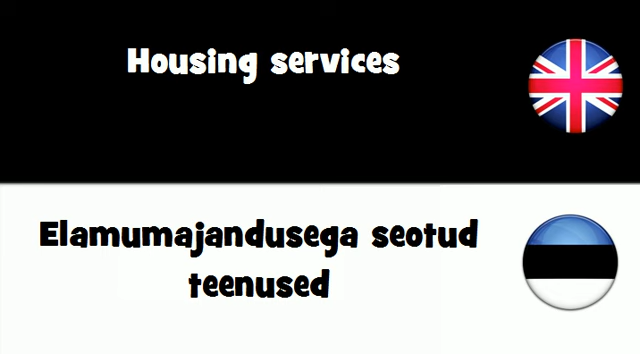 Housing services
Elamumajandusega seotud
teenused